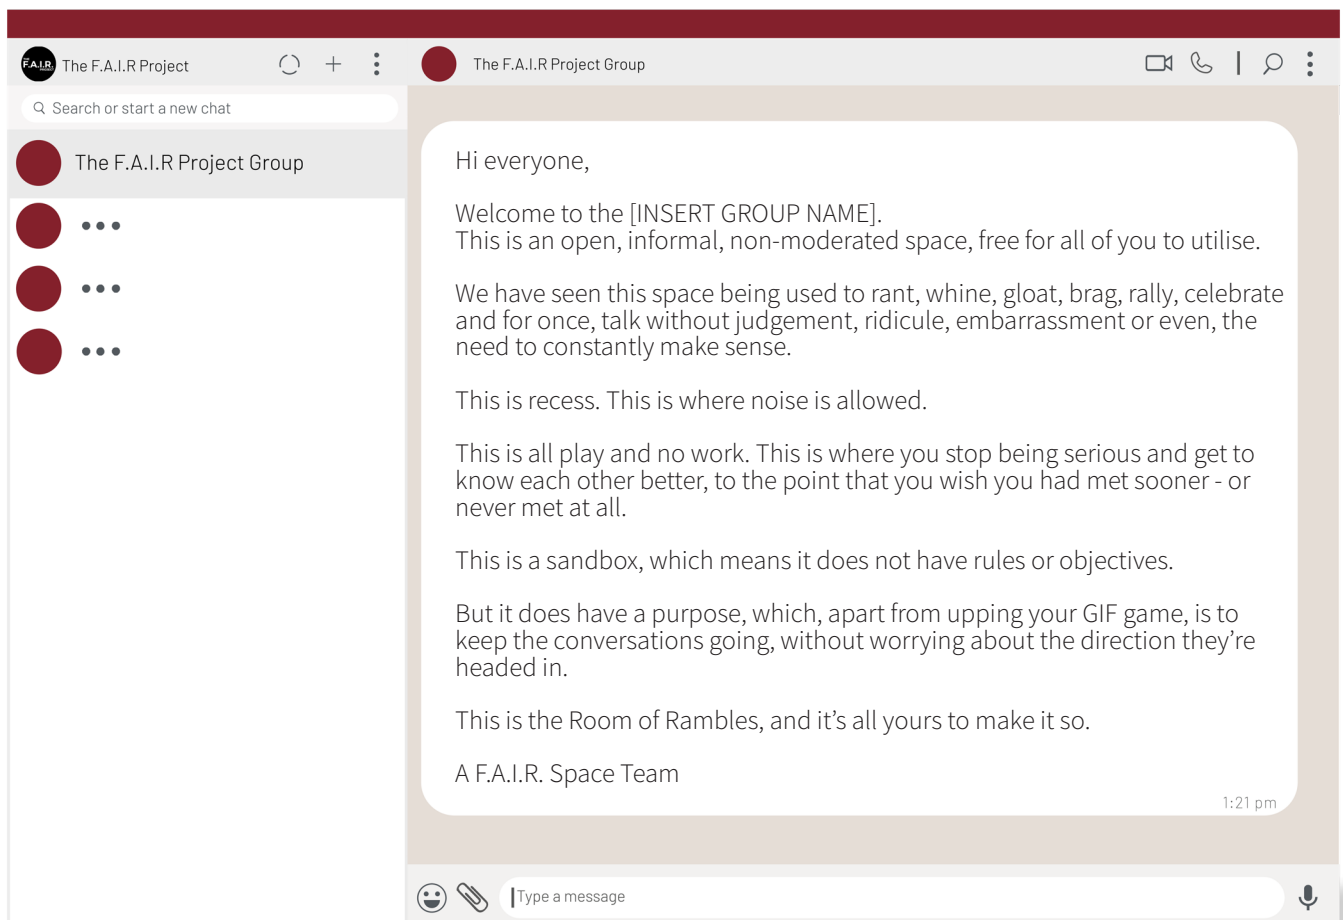 THE
F.A.I.R.
PROJECT
The F.A.I.R Project
Search or start a new chat
The F.A.I.R Project Group
The F.A.I.R Project Group
Hi everyone,
Welcome to the [INSERT GROUP NAME].
This is an open, informal, non-moderated space, free for all of you to utilise.
We have seen this space being used to rant, whine, gloat, brag, rally, celebrate
and for once, talk without judgement, ridicule, embarrassment or even, the
need to constantly make sense.
This is recess. This is where noise is allowed.
This is all play and no work. This is where you stop being serious and get to
know each other better, to the point that you wish you had met sooner - or
never met at all.
This is a sandbox, which means it does not have rules or objectives.
But it does have a purpose, which, apart from upping your GIF game, is to
keep the conversations going, without worrying about the direction they’re
headed in.
This is the Room of Rambles, and it’s all yours to make it so.
A F.A.I.R. Space Team
1:21 pm
Type a message